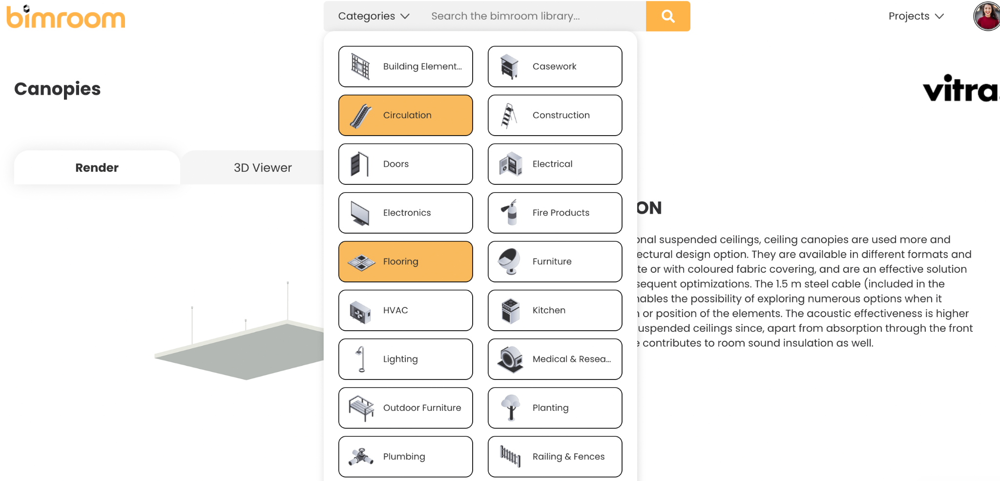 bimroom
Categories
Search the bimroom library...
Projects
Canopies
vitra.
Render
3D Viewer
Building Element...
Casework
Circulation
Construction
Doors
Electrical
Electronics
Fire Products
Flooring
Furniture
HVAC
Kitchen
Lighting
Medical & Resea...
Outdoor Furniture
Planting
Plumbing
Railing & Fences
ON
onal suspended ceilings, ceiling canopies are used more and
ectural design option. They are available in different formats and
te or with coloured fabric covering, and are an effective solution
sequent optimizations. The 1.5 m steel cable (included in the
nables the possibility of exploring numerous options when it
n or position of the elements. The acoustic effectiveness is higher
uspended ceilings since, apart from absorption through the front
e contributes to room sound insulation as well.